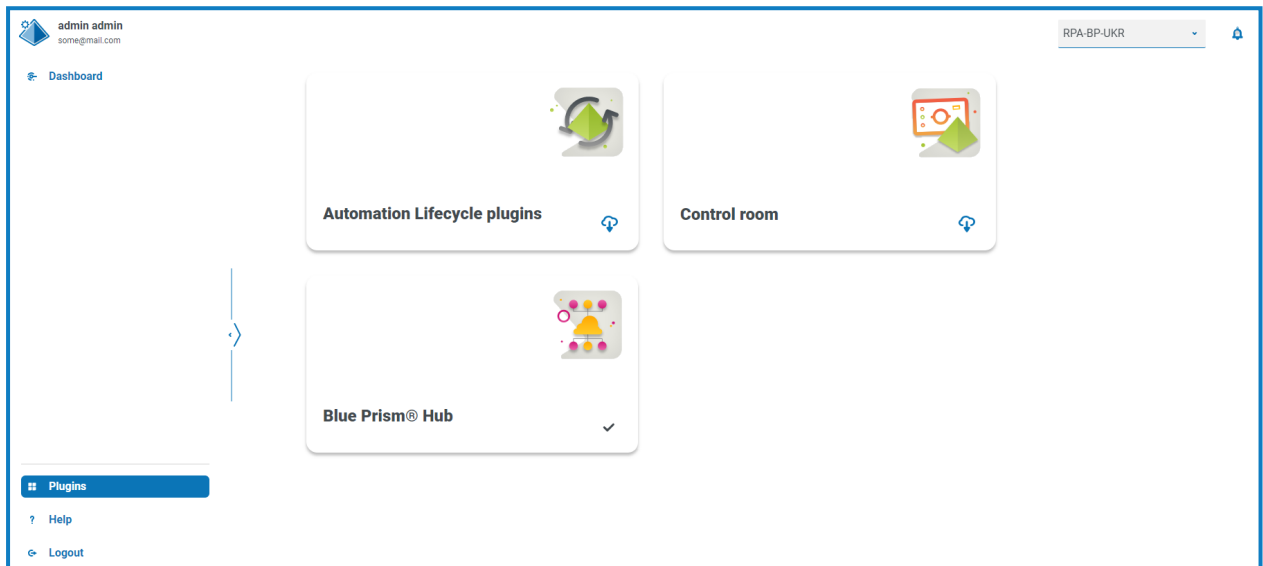 admin admin
some@mail.com
RPA-BP-UKR
Dashboard
Automation Lifecycle plugins
Control room
Blue Prism® Hub
Plugins
? Help
Logout